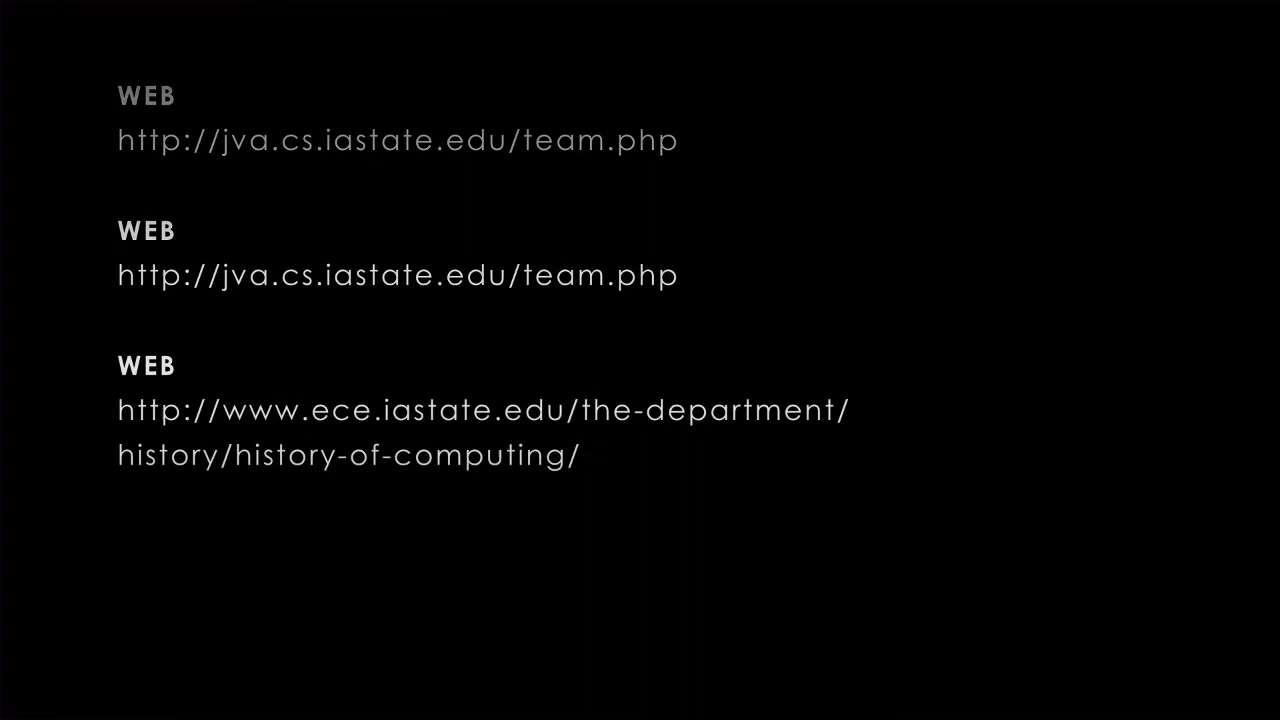 WEB
http://jva.cs.iastate.edu/team.php
WEB
http://jva.cs.iastate.edu/team.php
WEB
http://www.ece.iastate.edu/the-department/
history/history-of-computing/